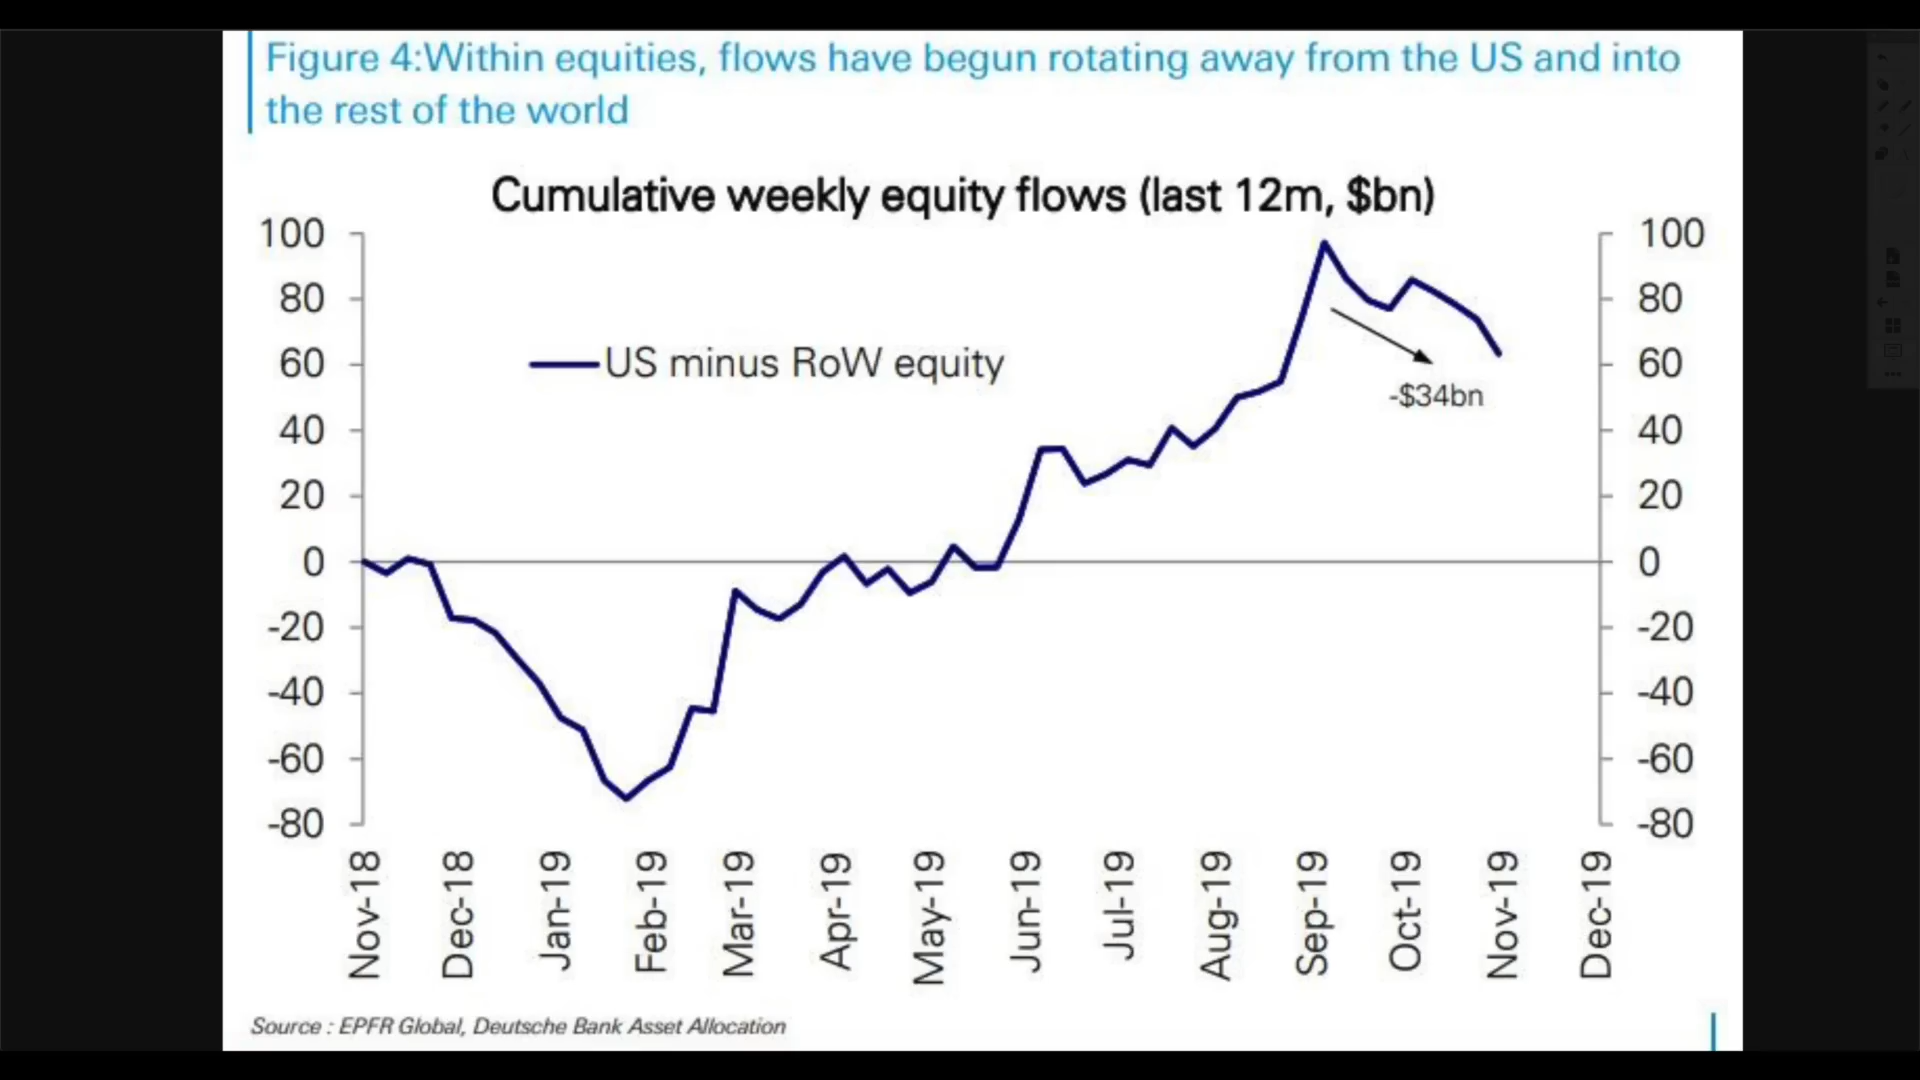 Figure 4:Within equities, flows have begun rotating away from the US and into
the rest of the world
Cumulative weekly equity flows (last 12m, $bn)
100
80
60
40
20
0
-20
-40
-60
-80
US minus RoW equity
-$34bn
100
80
60
40
20
0
-20
-40
-60
-80
Nov-18
Dec-18
Jan-19
Feb-19
Mar-19
Apr-19
May-19
Jun-19
Jul-19
Aug-19
Sep-19
Oct-19
Nov-19
Dec-19
Source : EPFR Global, Deutsche Bank Asset Allocation